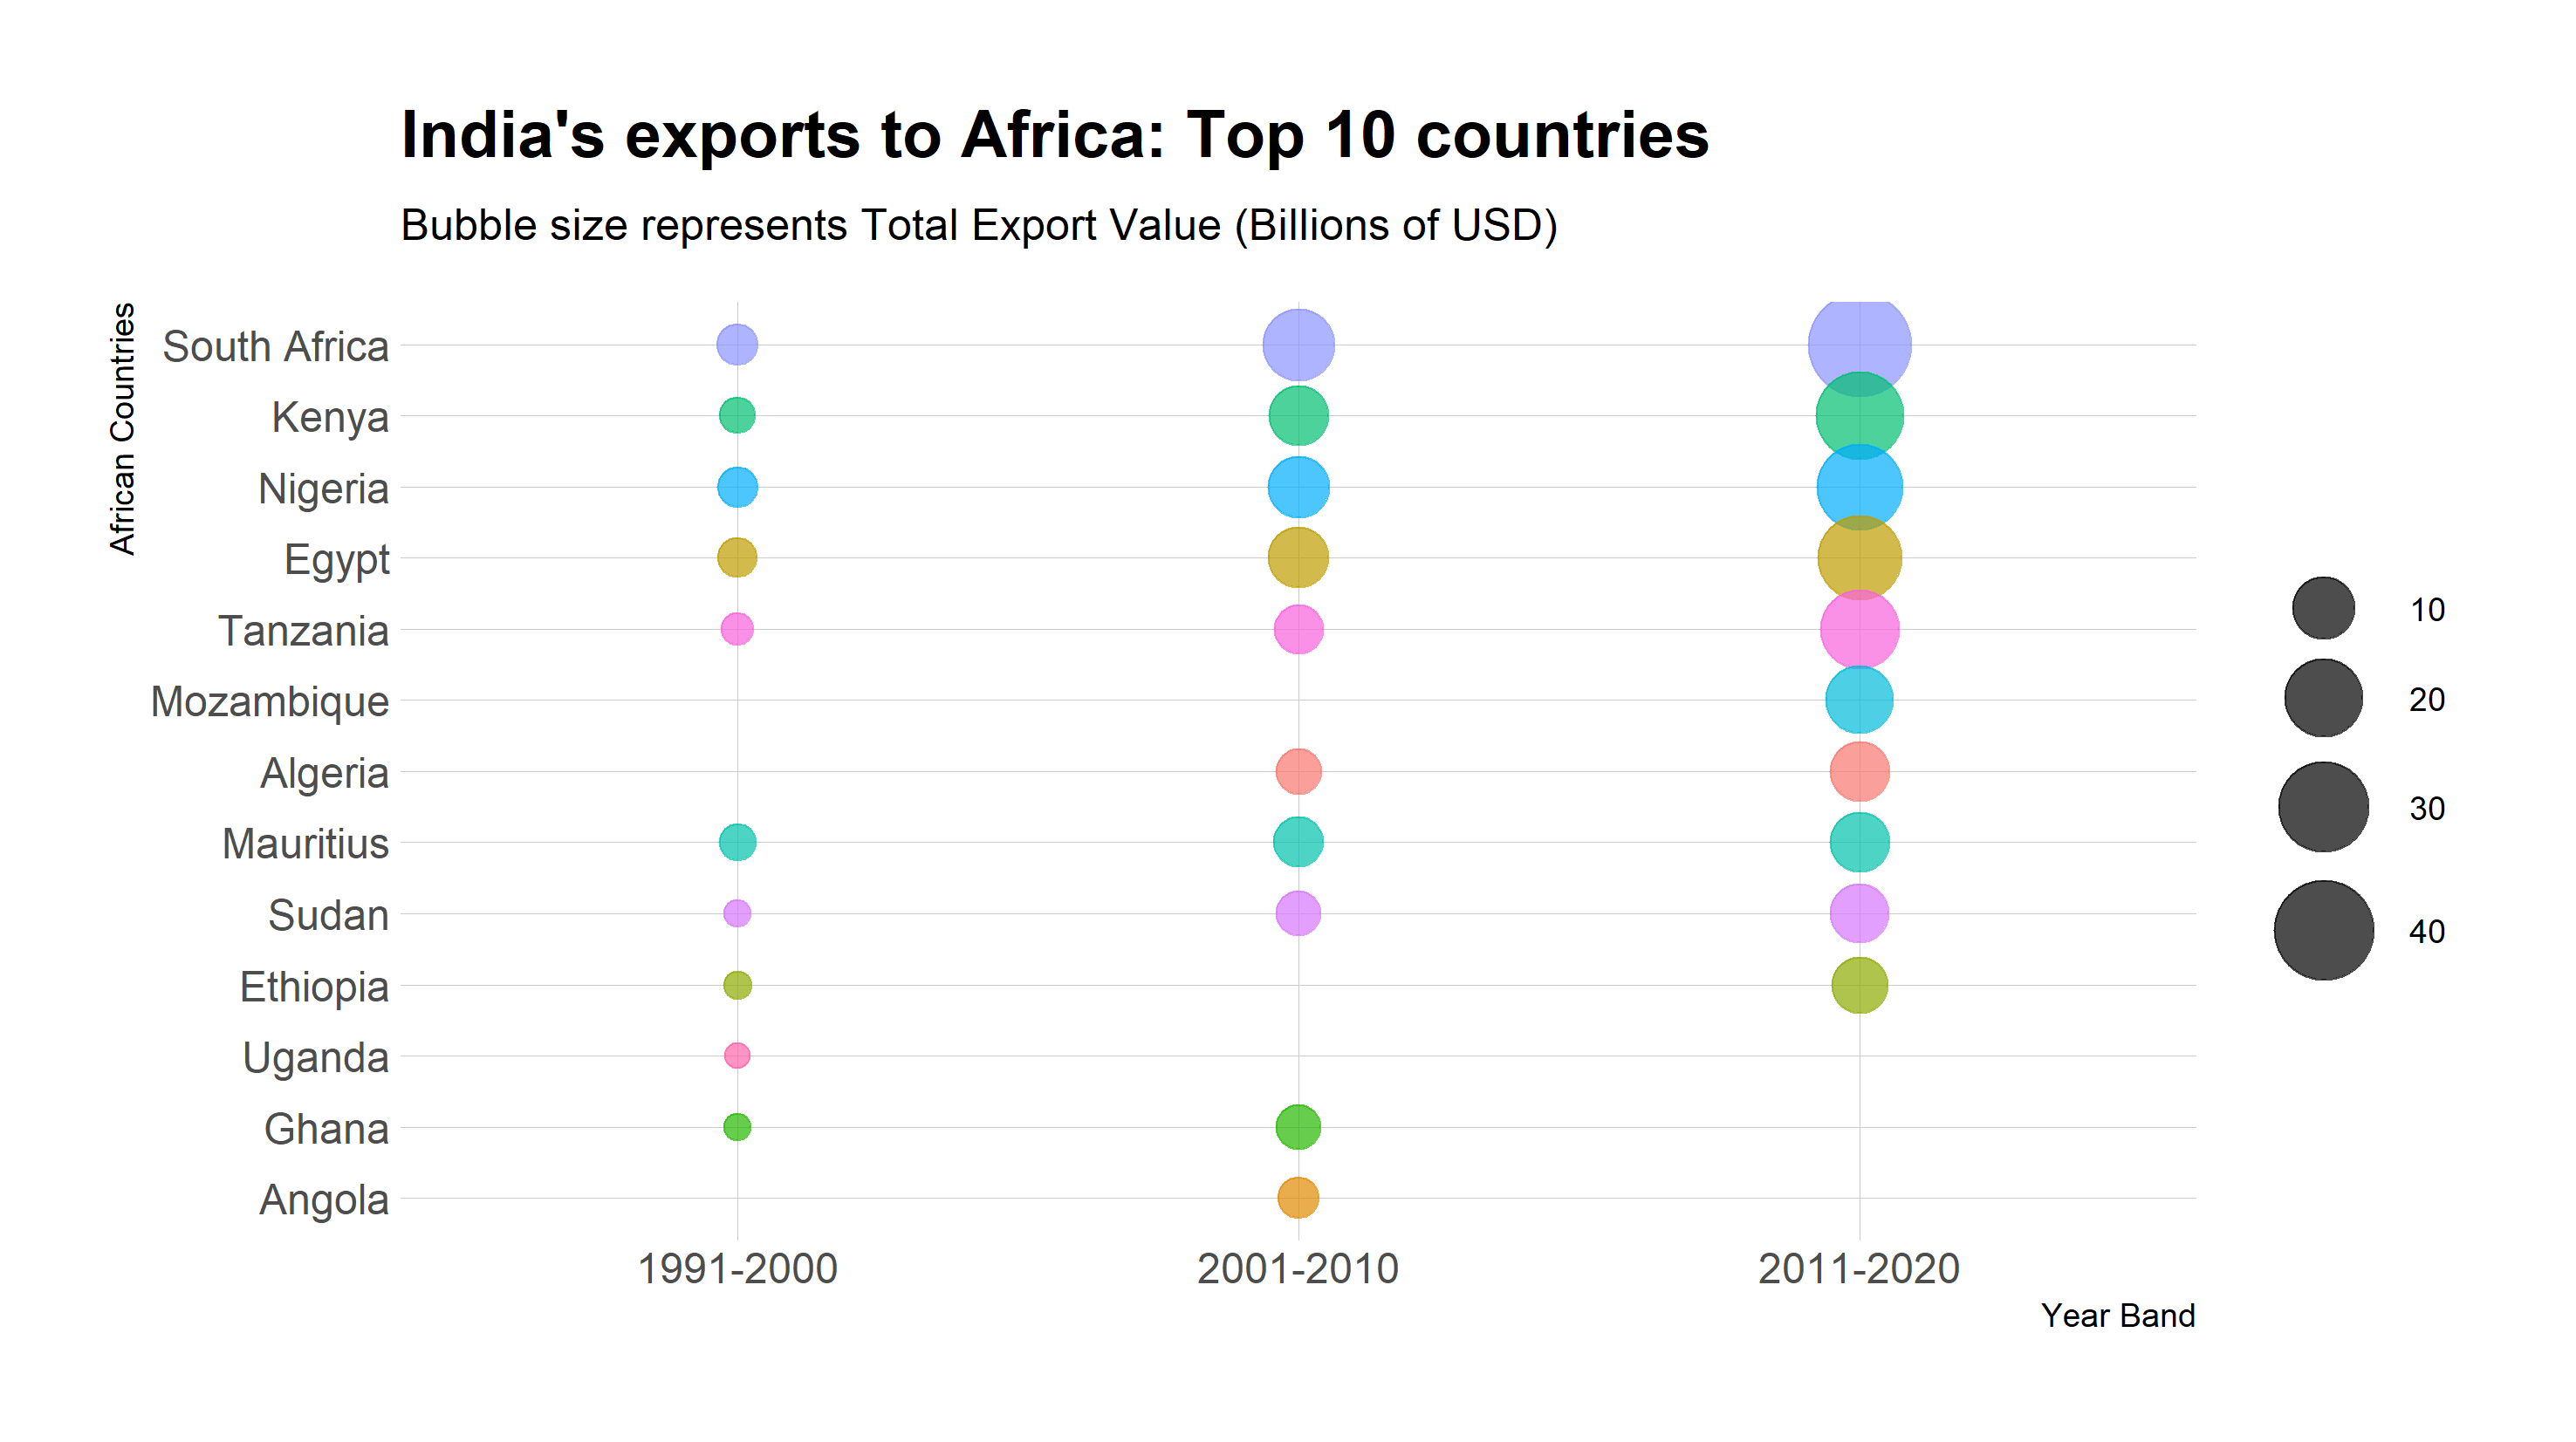 India's exports to Africa: Top 10 countries
Bubble size represents Total Export Value (Billions of USD)
African Countries
South Africa
Kenya
Nigeria
Egypt
Tanzania
Mozambique
Algeria
Mauritius
Sudan
Ethiopia
Uganda
Ghana
Angola
1991-2000
2001-2010
2011-2020
Year Band
10
20
30
40